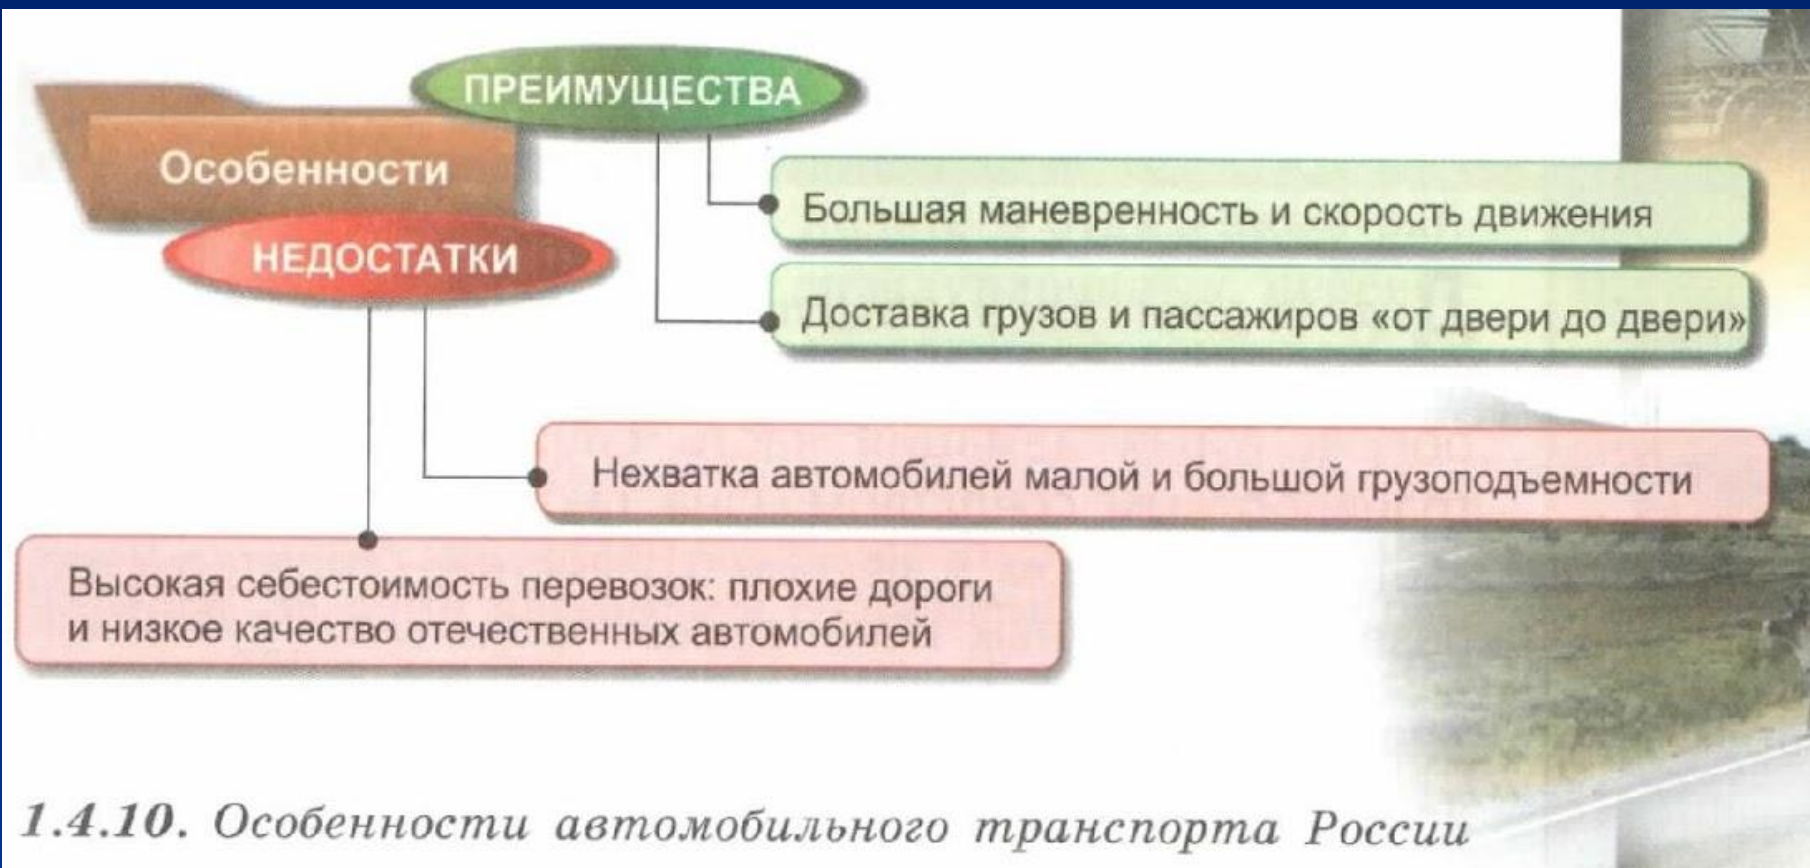 ПРЕИМУЩЕСТВА
Особенности
Большая маневренность и скорость движения
НЕДОСТАТКИ
Доставка грузов и пассажиров «от двери до двери»
Нехватка автомобилей малой и большой грузоподъемности
Высокая себестоимость перевозок: плохие дороги
и низкое качество отечественных автомобилей
1.4.10. Особенности автомобильного транспорта России